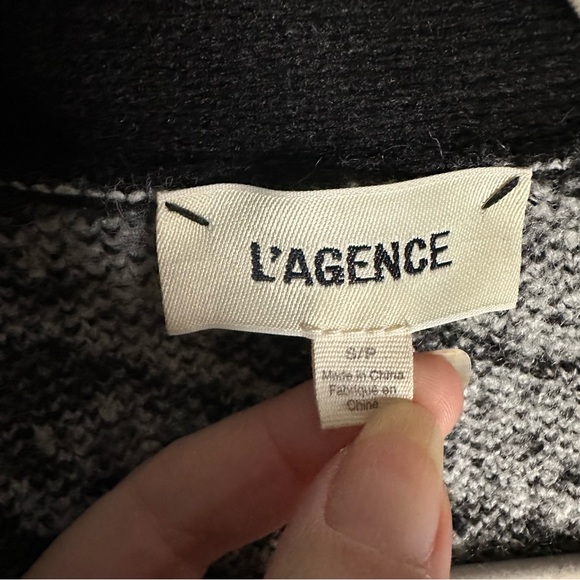 L'AGENCE
S/P
Made in China
Fabriqué en
Chine